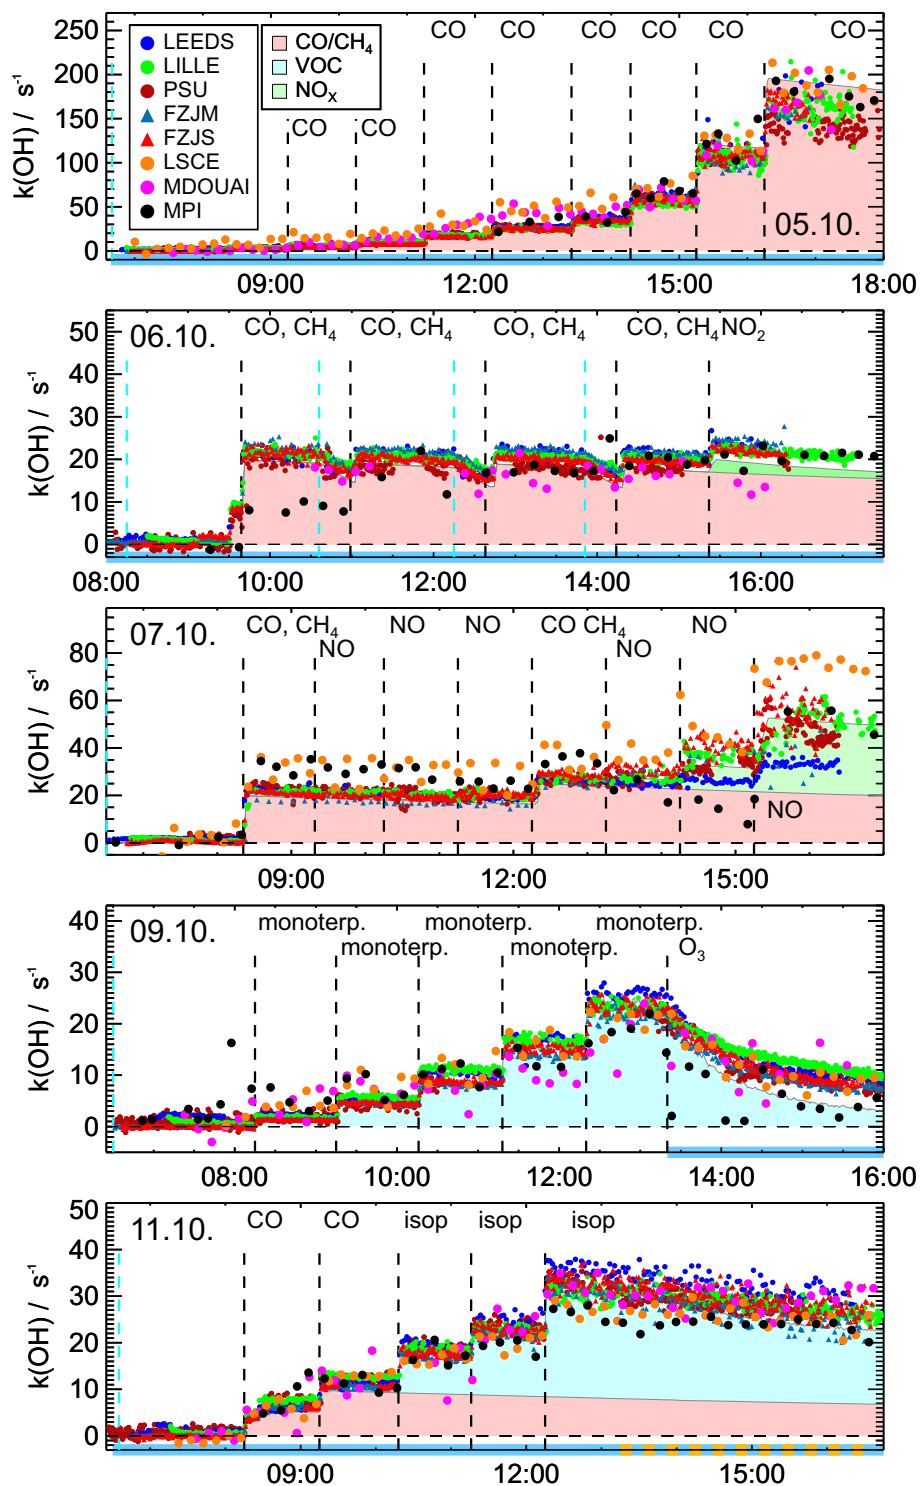 CO CO CO CO CO CO
250
200
150
100
50
0
k(OH) / s⁻¹
LEEDS
LILLE
PSU
FZJM
FZJS
LSCE
MDOUAI
MPI
CO/CH₄
VOC
NOₓ
CO CO
05.10.
09:00 12:00 15:00 18:00
06.10.
CO, CH₄ CO, CH₄ CO, CH₄ CO, CH₄ NO₂
50
40
30
20
10
0
k(OH) / s⁻¹
08:00 10:00 12:00 14:00 16:00
07.10.
CO, CH₄ NO NO CO CH₄ NO
NO NO
80
60
40
20
0
k(OH) / s⁻¹
NO
09:00 12:00 15:00
09.10.
monoterp. monoterp. monoterp.
monoterp. monoterp. O₃
40
30
20
10
0
k(OH) / s⁻¹
08:00 10:00 12:00 14:00 16:00
11.10.
CO CO isop isop isop
50
40
30
20
10
0
k(OH) / s⁻¹
09:00 12:00 15:00